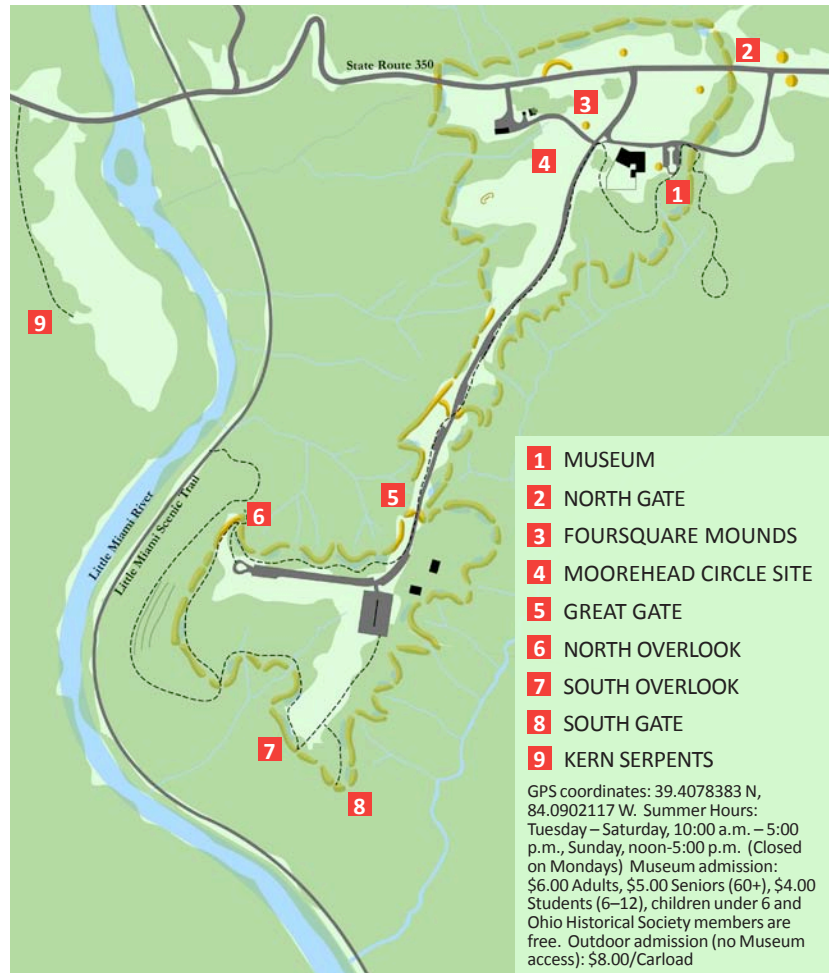 State Route 350
2
3
4
1
9
5
6
Little Miami River
Little Miami Scenic Trail
7
8
1 MUSEUM
2 NORTH GATE
3 FOURSQUARE MOUNDS
4 MOOREHEAD CIRCLE SITE
5 GREAT GATE
6 NORTH OVERLOOK
7 SOUTH OVERLOOK
8 SOUTH GATE
9 KERN SERPENTS
GPS coordinates: 39.4078383 N,
84.0902117 W. Summer Hours:
Tuesday – Saturday, 10:00 a.m. – 5:00
p.m., Sunday, noon-5:00 p.m. (Closed
on Mondays) Museum admission:
$6.00 Adults, $5.00 Seniors (60+), $4.00
Students (6–12), children under 6 and
Ohio Historical Society members are
free. Outdoor admission (no Museum
access): $8.00/Carload